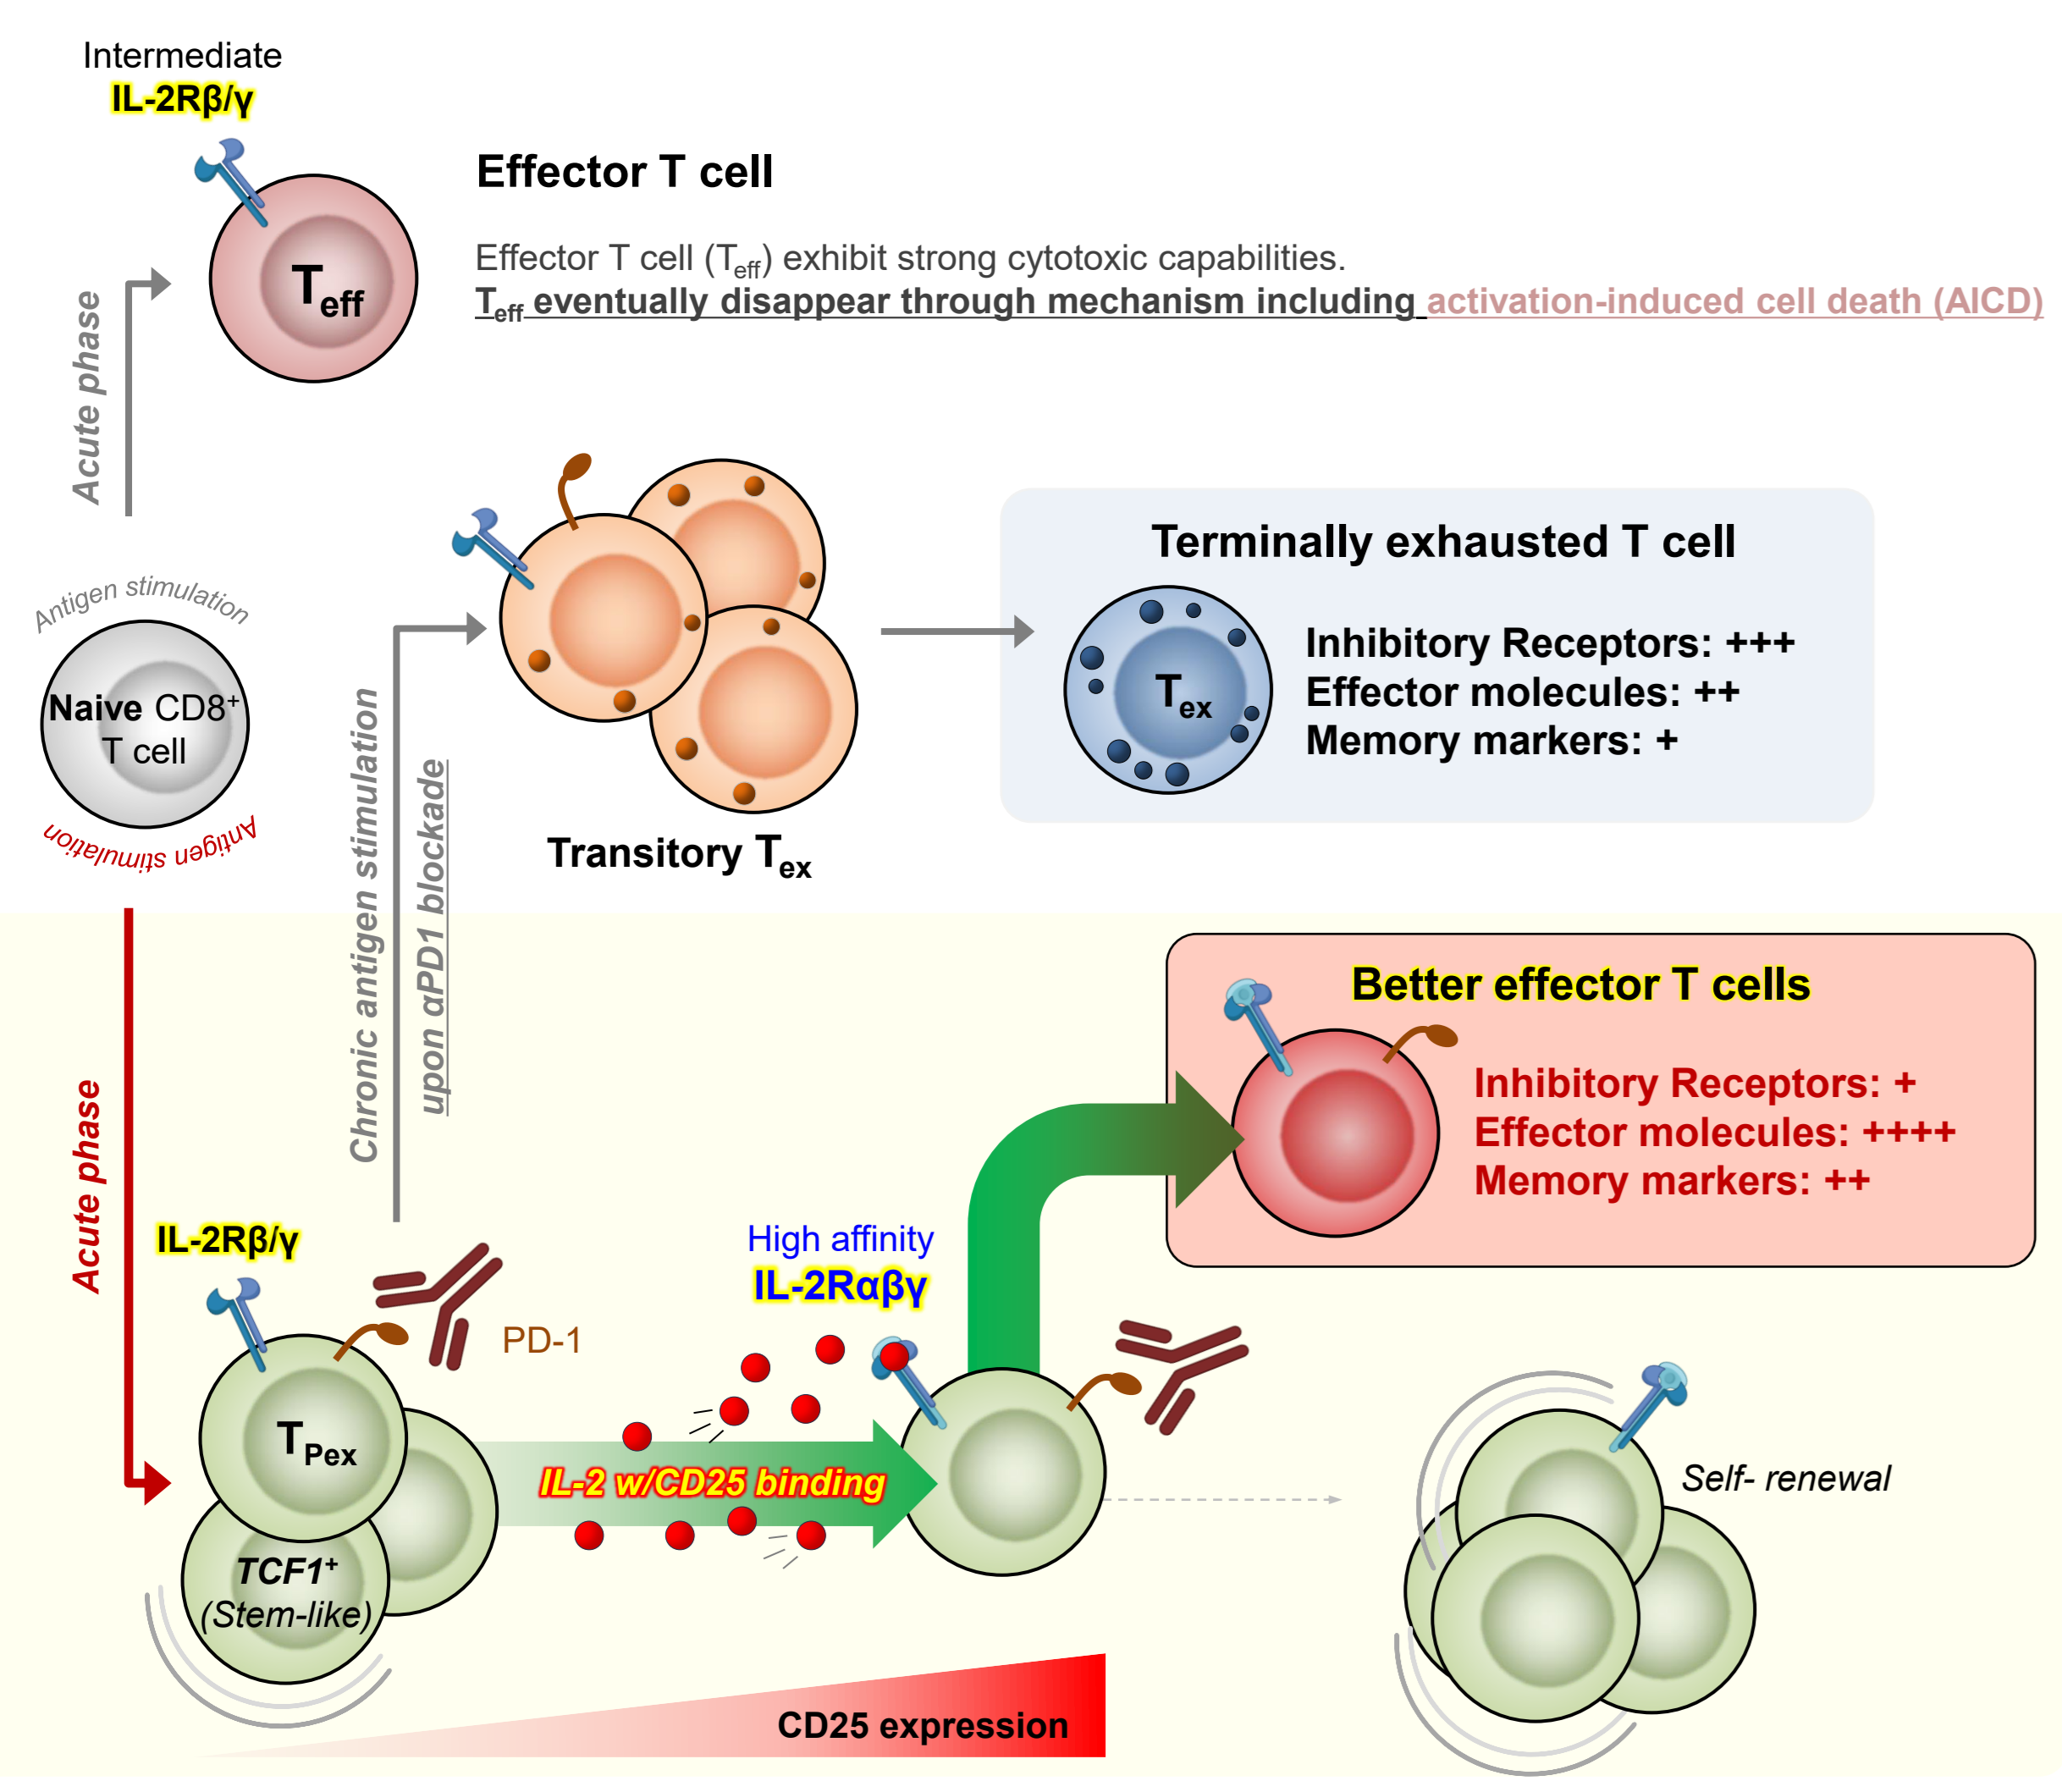 Intermediate
IL-2Rβ/γ
Effector T cell
Effector T cell (Teff) exhibit strong cytotoxic capabilities.
Teff eventually disappear through mechanism including activation-induced cell death (AICD)
Teff
Acute phase
Antigen stimulation
Naive CD8+
T cell
Antigen stimulation
Terminally exhausted T cell
Tex
Inhibitory Receptors: +++
Effector molecules: ++
Memory markers: +
Transitory Tex
Chronic antigen stimulation
upon αPD1 blockade
Acute phase
Better effector T cells
Inhibitory Receptors: +
Effector molecules: ++++
Memory markers: ++
IL-2Rβ/γ
PD-1
High affinity
IL-2Rαβγ
TPex
TCF1+
(Stem-like)
IL-2 w/CD25 binding
Self- renewal
CD25 expression